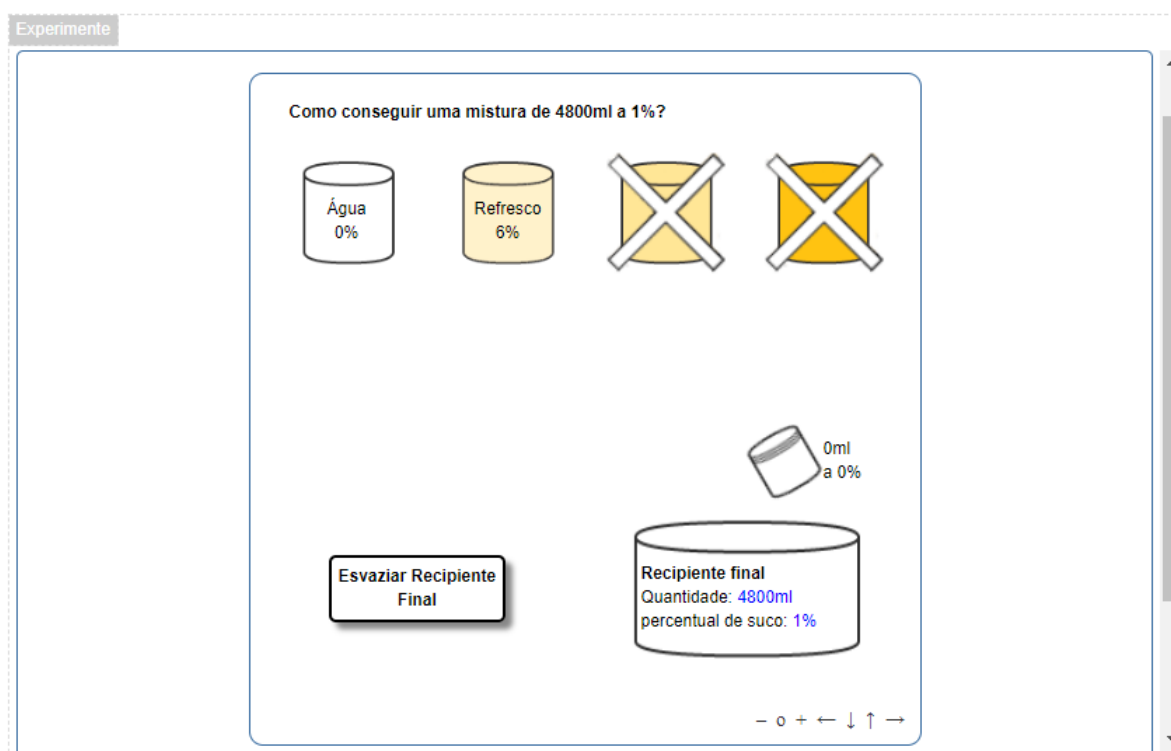 Experimente
Como conseguir uma mistura de 4800ml a 1%?
Água
0%
Refresco
6%
0ml
a 0%
Esvaziar Recipiente
Final
Recipiente final
Quantidade: 4800ml
percentual de suco: 1%
– o + ← ↓ ↑ →